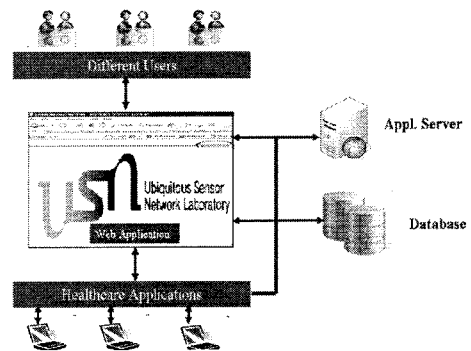 Different Users
Appl. Server
USN
Ubiquitous Sensor
Network Laboratory
Web Application
Database
Healthcare Applications